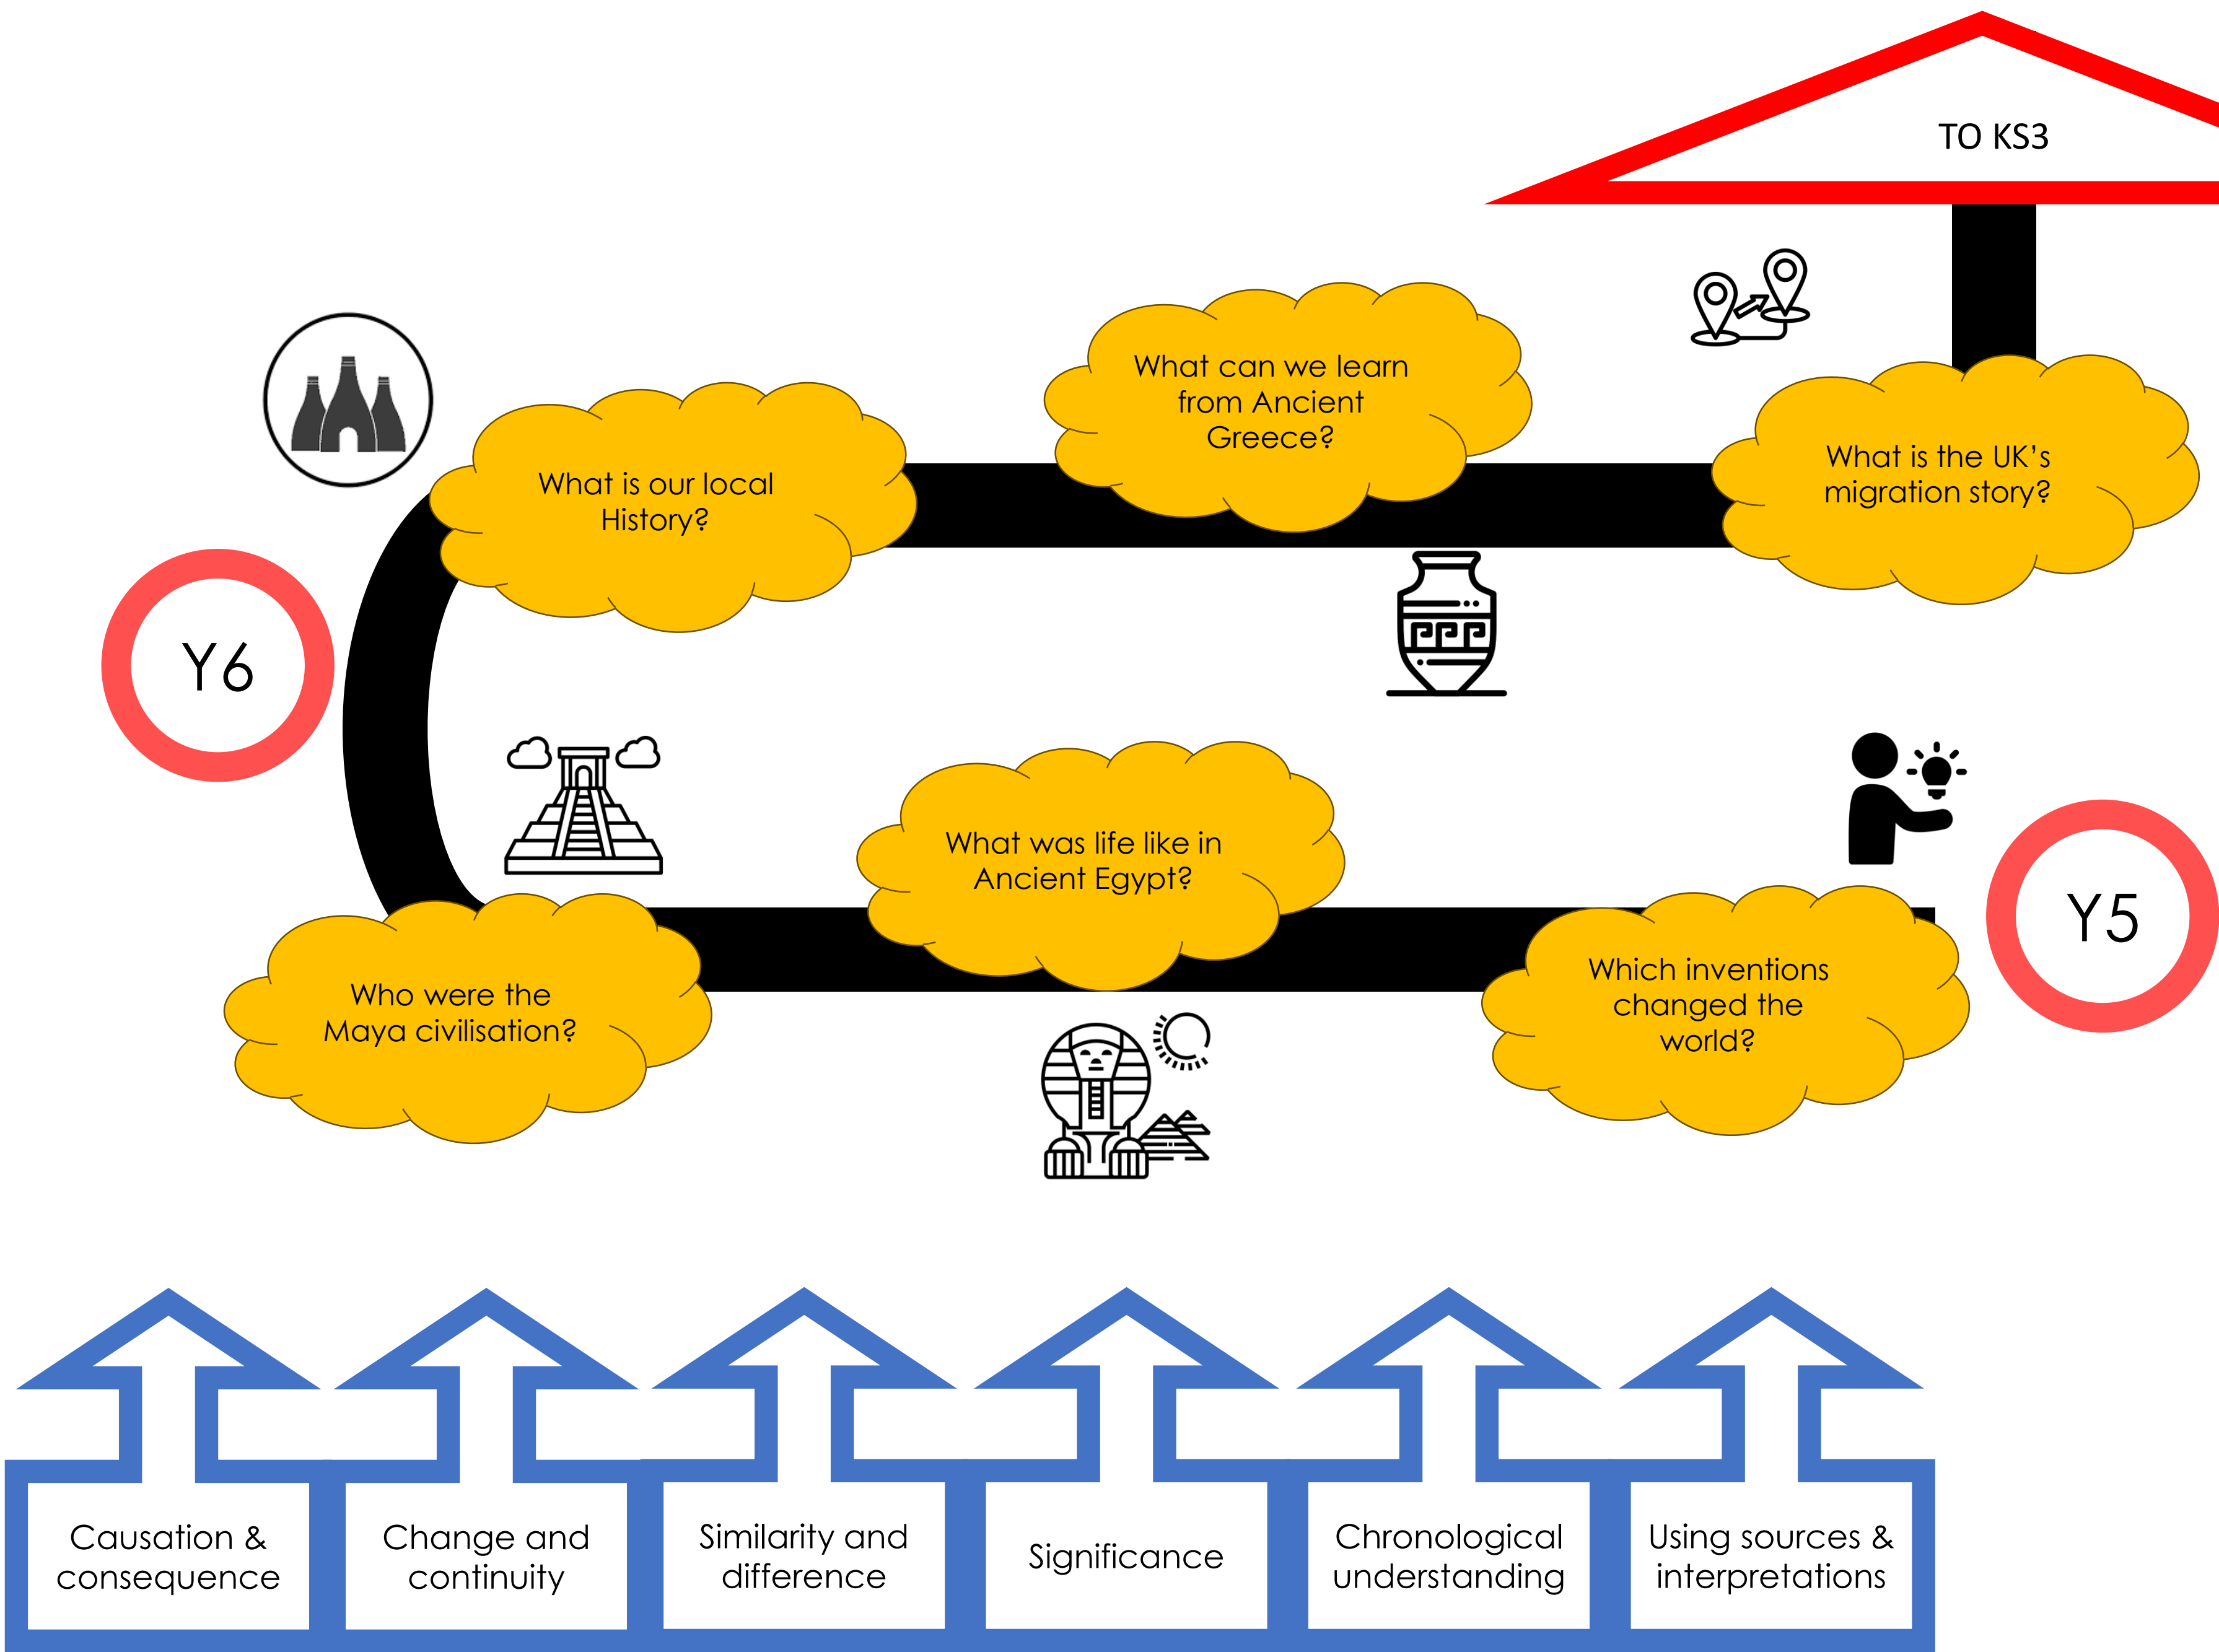 TO KS3
What can we learn
from Ancient
Greece?
What is the UK’s
migration story?
What is our local
History?
Y6
What was life like in
Ancient Egypt?
Y5
Who were the
Maya civilisation?
Which inventions
changed the
world?
Causation &
consequence
Change and
continuity
Similarity and
difference
Significance
Chronological
understanding
Using sources &
interpretations